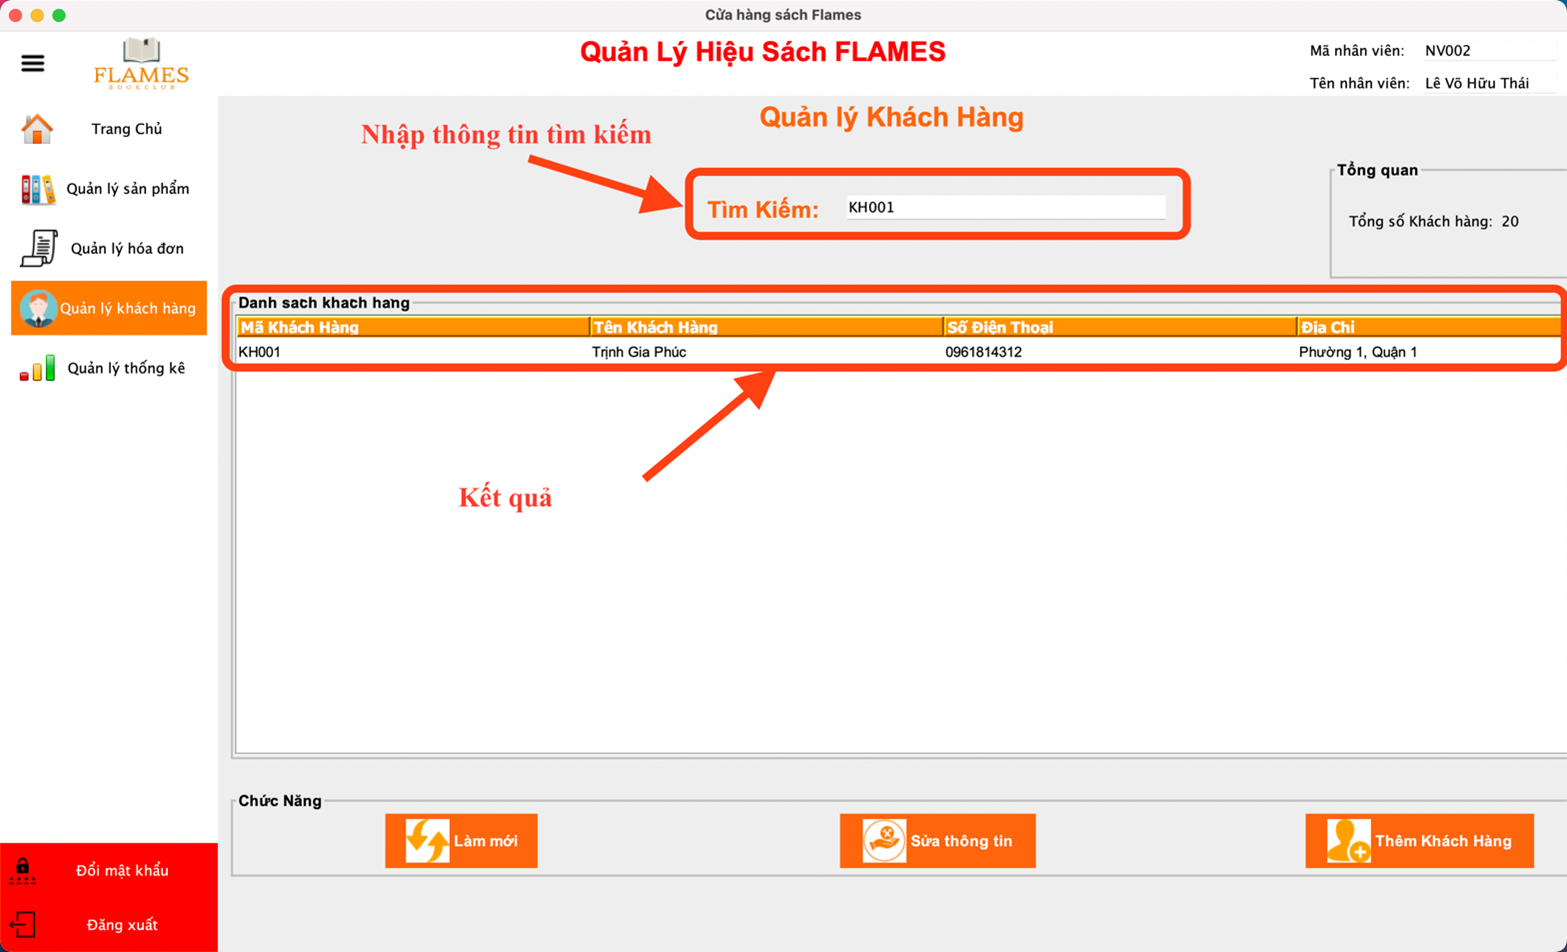 Cửa hàng sách Flames
FLAMES
BOOKCLUB
Quản Lý Hiệu Sách FLAMES
Mã nhân viên: NV002
Tên nhân viên: Lê Võ Hữu Thái
Trang Chủ
Quản lý sản phẩm
Quản lý hóa đơn
Quản lý khách hàng
Quản lý thống kê
Đổi mật khẩu
Đăng xuất
Quản lý Khách Hàng
Nhập thông tin tìm kiếm
Tìm Kiếm: KH001
Tổng quan
Tổng số Khách hàng: 20
Danh sach khach hang
Mã Khách Hàng Tên Khách Hàng Số Điện Thoại Địa Chỉ
KH001 Trịnh Gia Phúc 0961814312 Phường 1, Quận 1
Kết quả
Chức Năng
Làm mới Sửa thông tin Thêm Khách Hàng